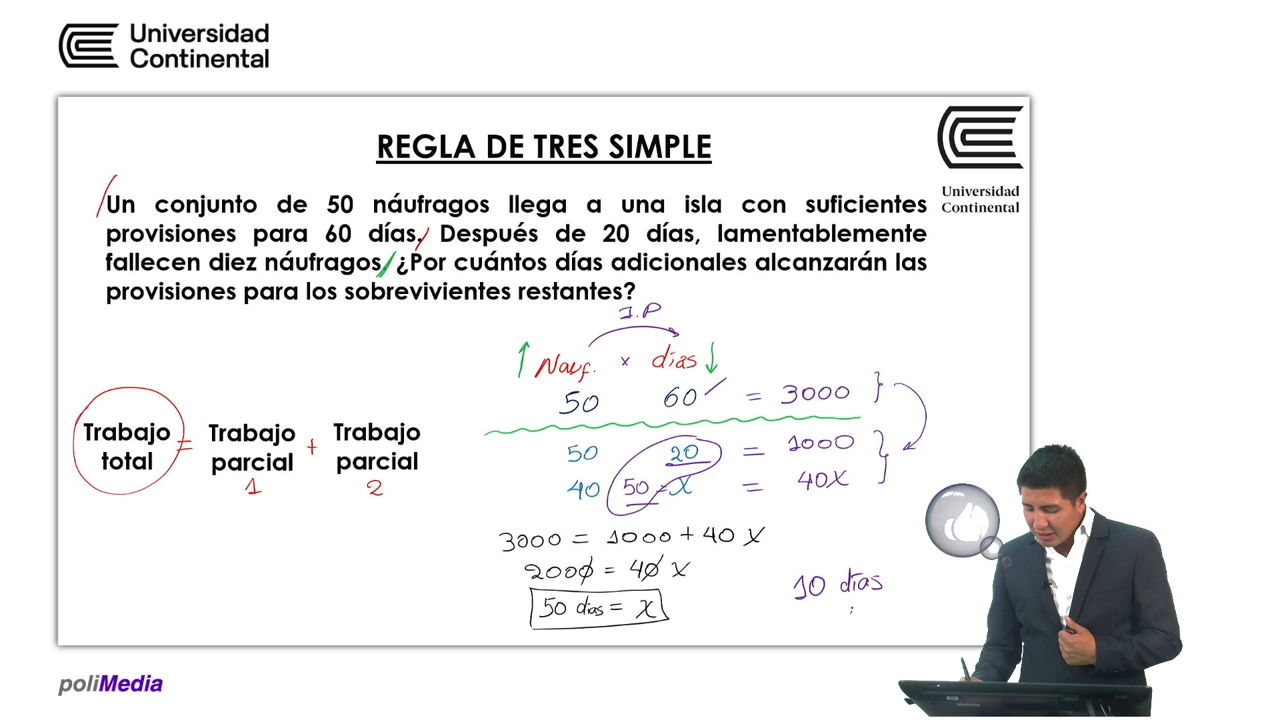 Universidad
Continental
REGLA DE TRES SIMPLE
Universidad
Continental
Un conjunto de 50 náufragos llega a una isla con suficientes
provisiones para 60 días. Después de 20 días, lamentablemente
fallecen diez náufragos, ¿Por cuántos días adicionales alcanzarán las
provisiones para los sobrevivientes restantes?
I.P
Nauf. x días
50 60 = 3000
50 20 = 1000
40 50 = X = 40X
Trabajo total = Trabajo parcial 1 + Trabajo parcial 2
3000 = 1000 + 40 X
2000 = 40 X
50 dias = X
10 días
poliMedia